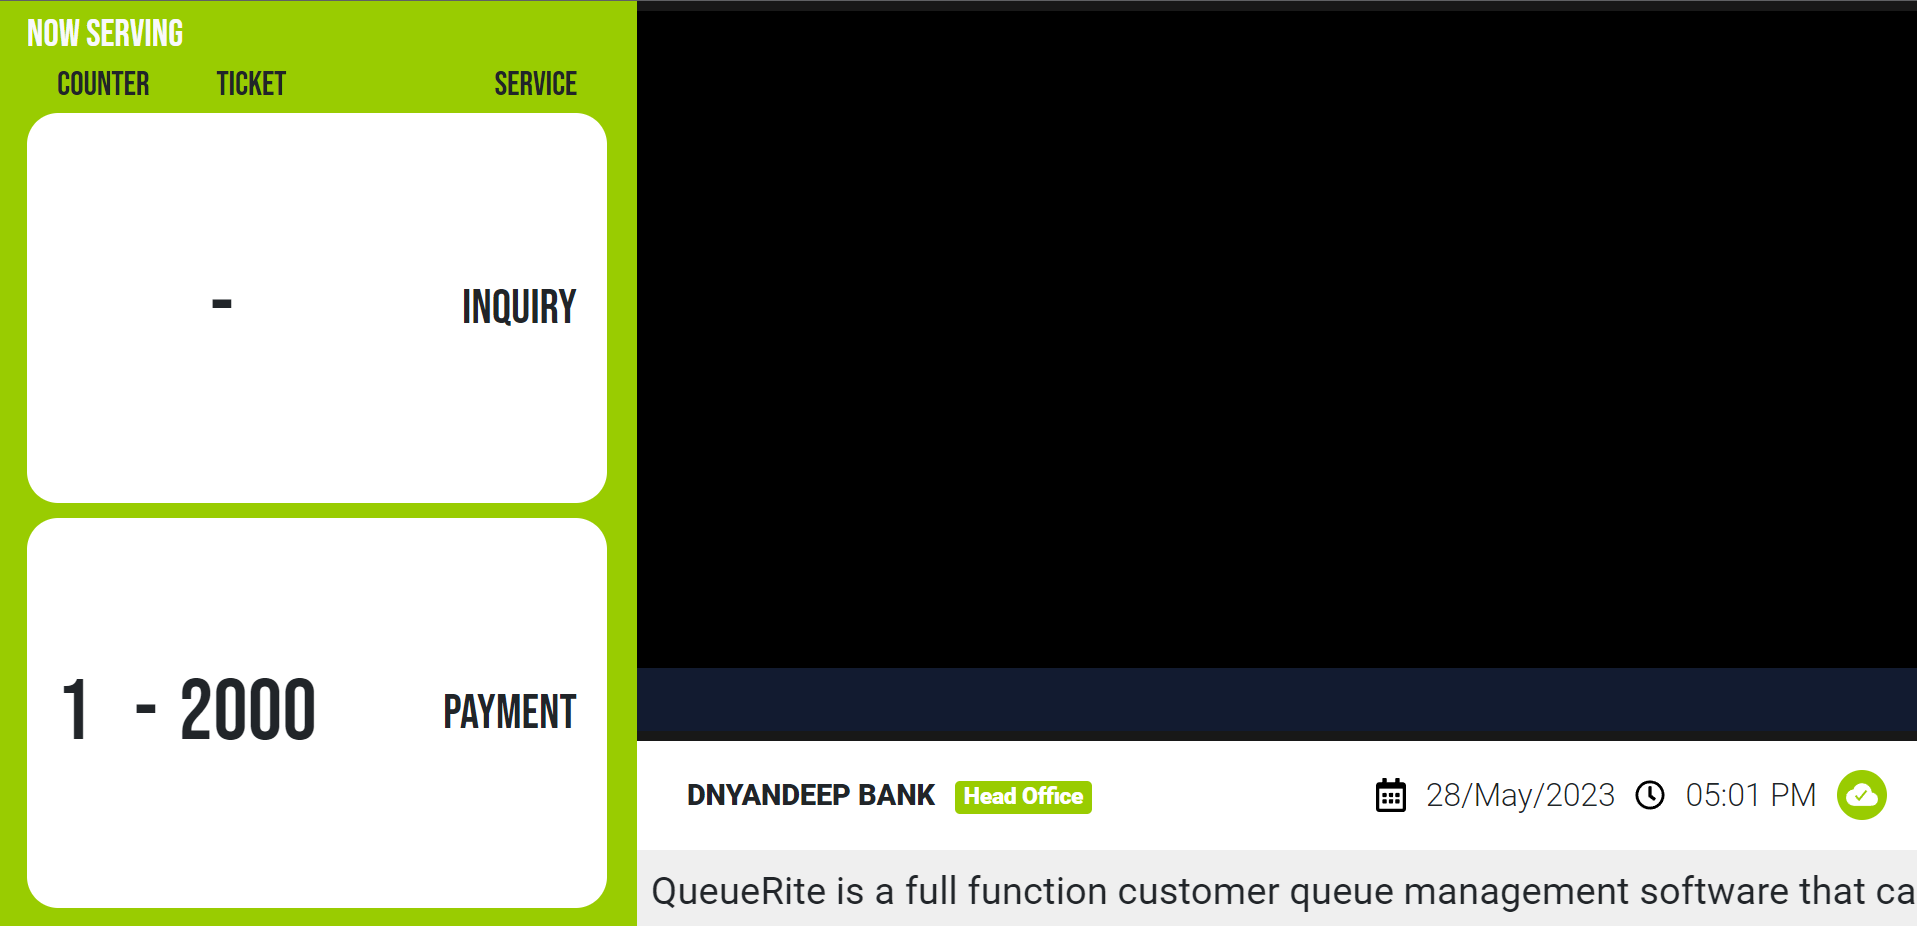 NOW SERVING
COUNTER TICKET SERVICE
- INQUIRY
1 - 2000 PAYMENT
DNYANDEEP BANK Head Office 28/May/2023 05:01 PM
QueueRite is a full function customer queue management software that ca